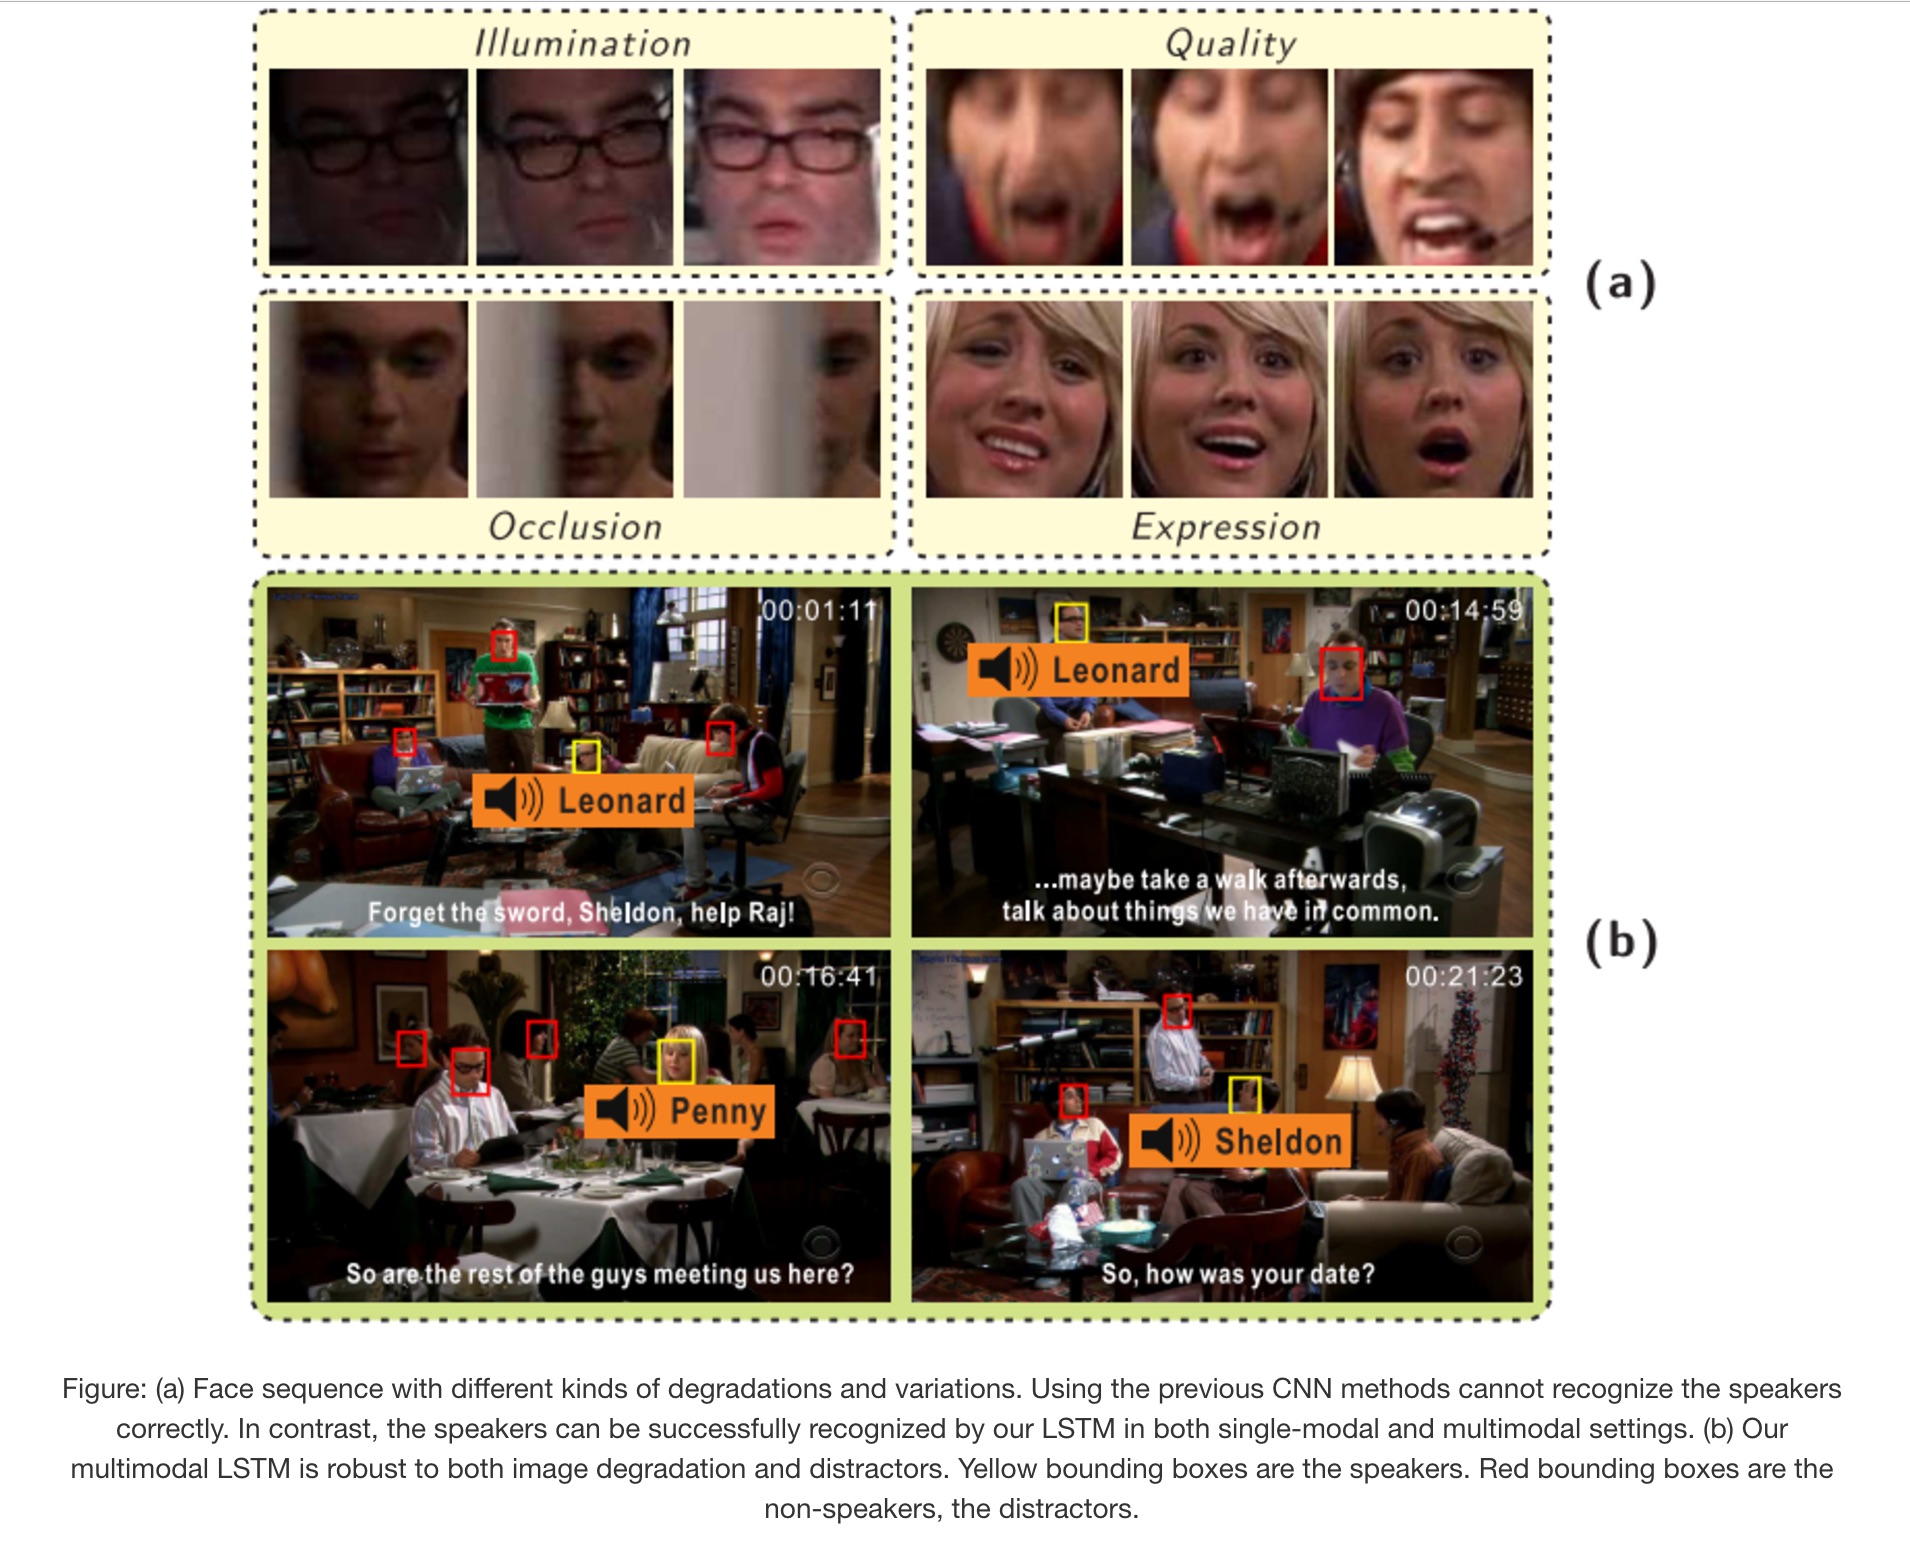 Illumination
Quality
(a)
Occlusion
Expression
00:01:11
Leonard
Forget the sword, Sheldon, help Raj!
00:14:59
Leonard
...maybe take a walk afterwards,
talk about things we have in common.
(b)
00:16:41
Penny
So are the rest of the guys meeting us here?
00:21:23
Sheldon
So, how was your date?
Figure: (a) Face sequence with different kinds of degradations and variations. Using the previous CNN methods cannot recognize the speakers
correctly. In contrast, the speakers can be successfully recognized by our LSTM in both single-modal and multimodal settings. (b) Our
multimodal LSTM is robust to both image degradation and distractors. Yellow bounding boxes are the speakers. Red bounding boxes are the
non-speakers, the distractors.